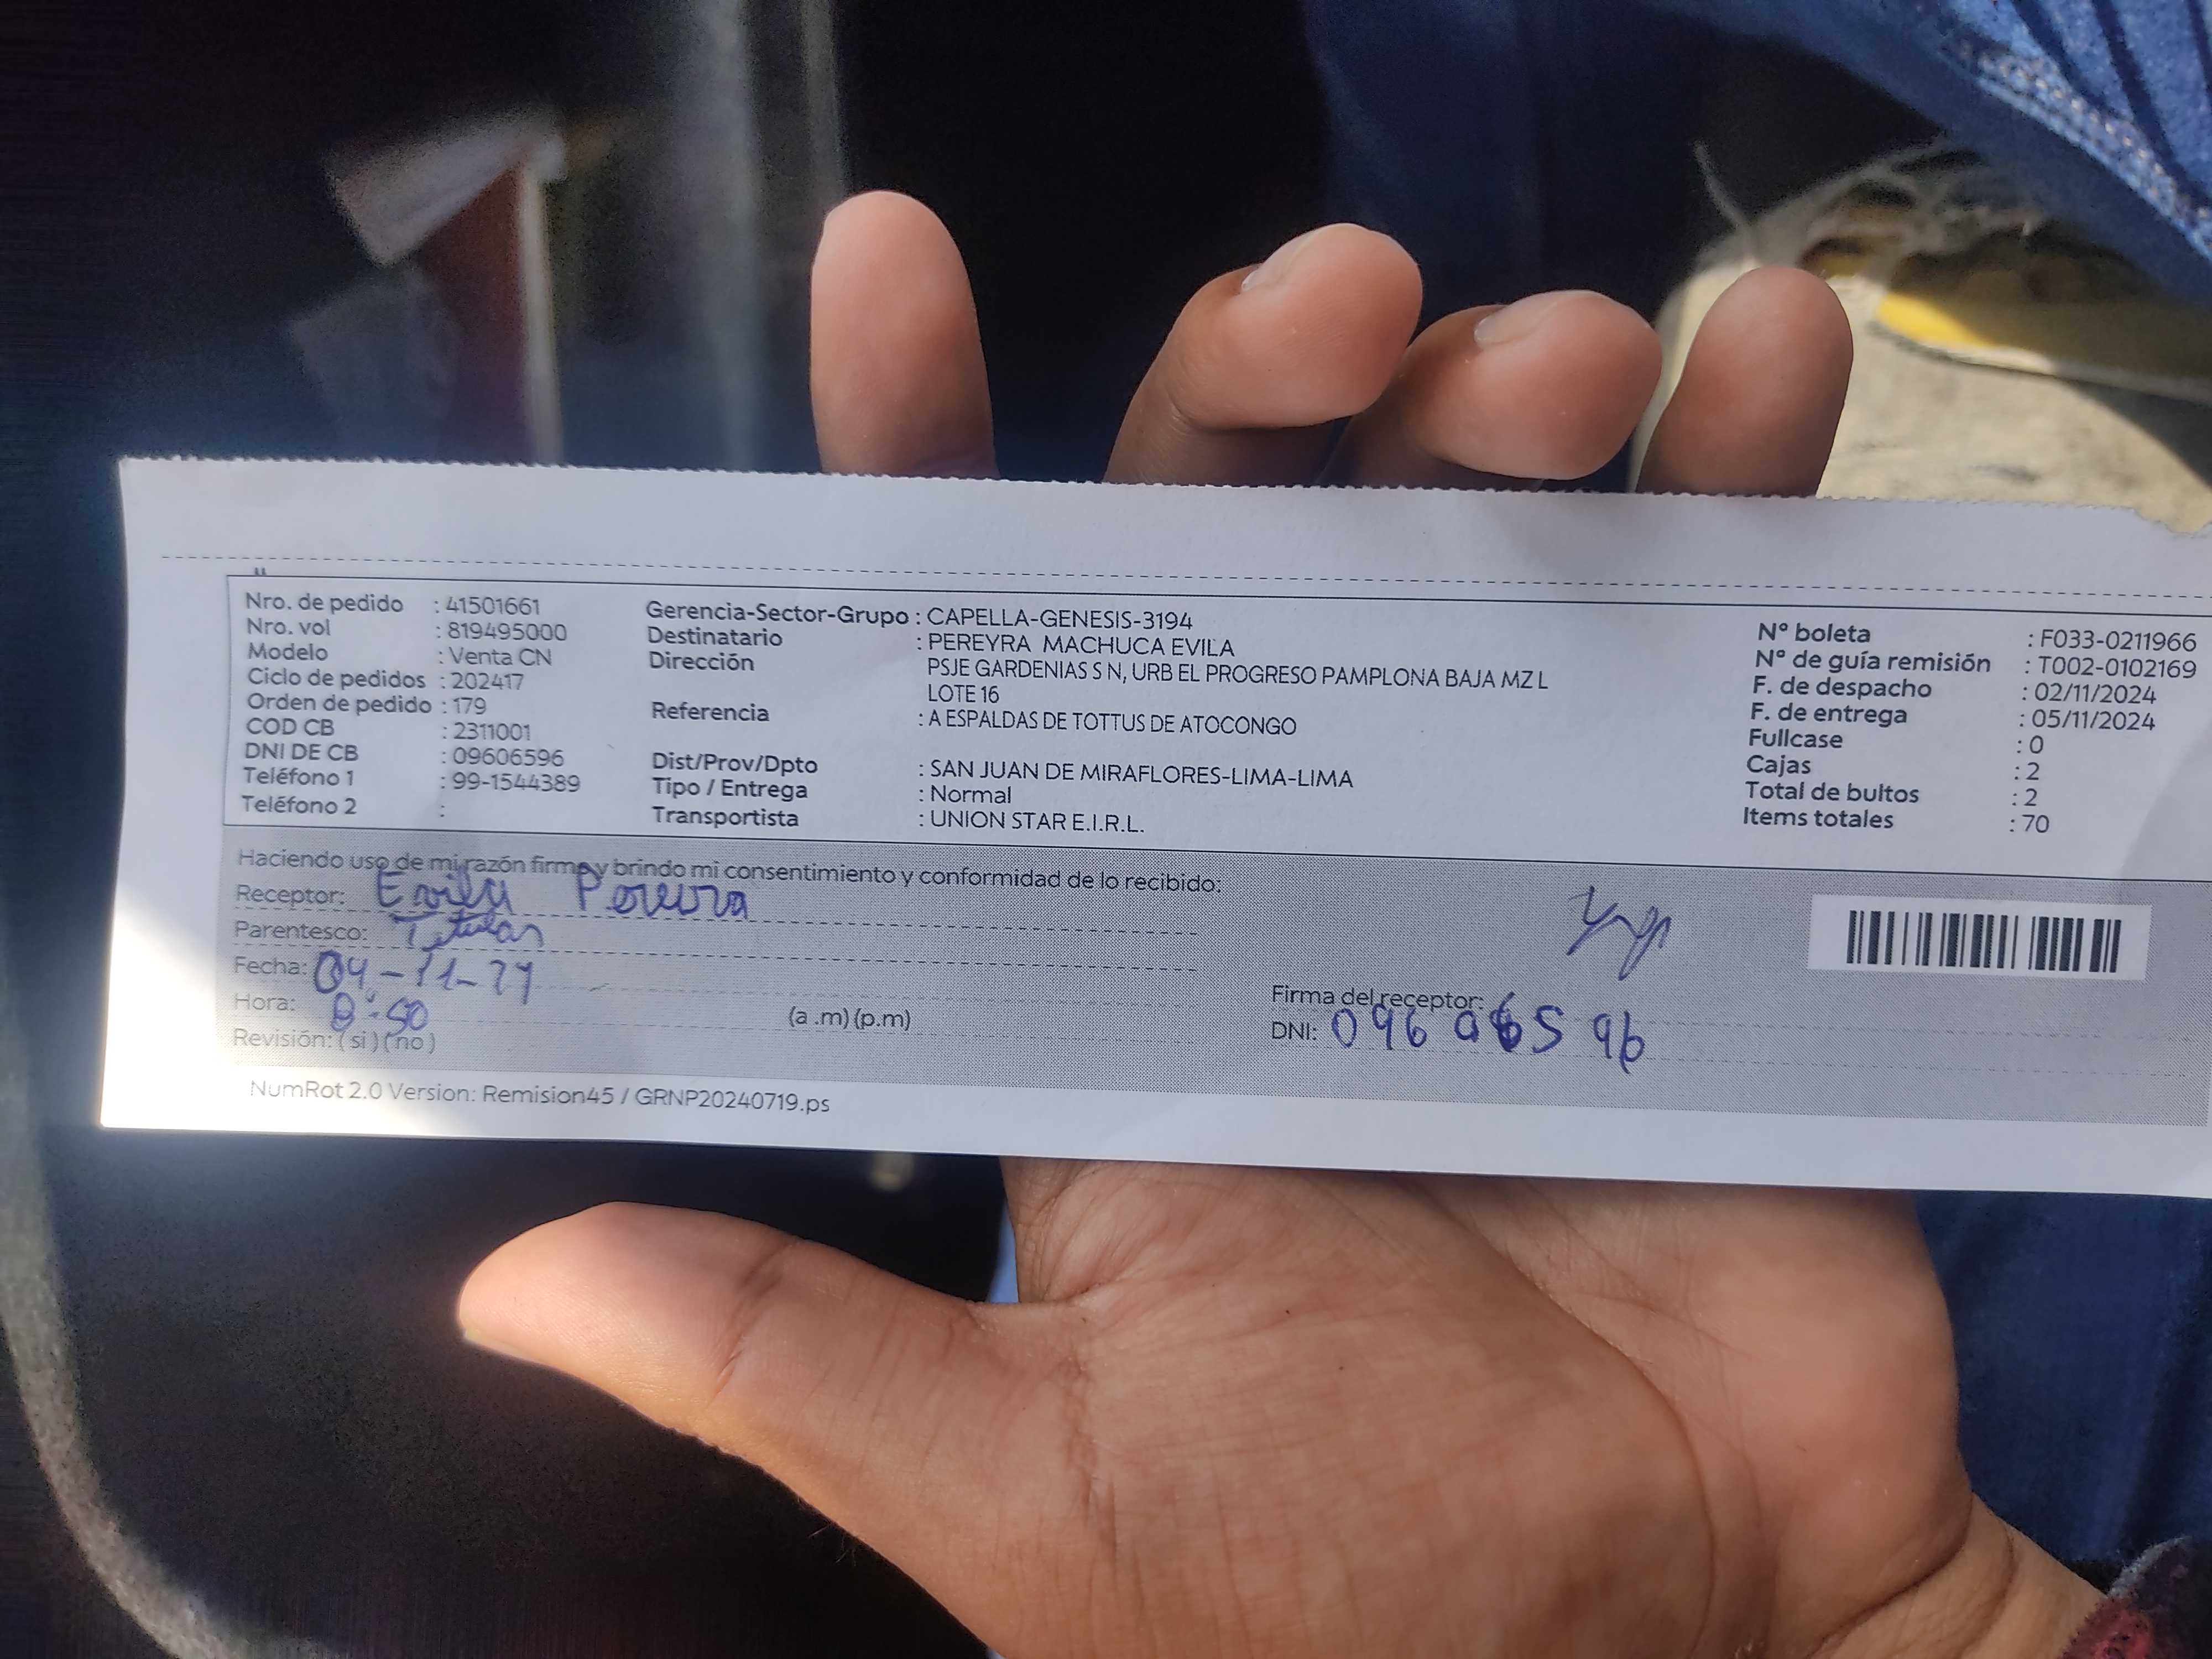 Nro. de pedido : 41501661
Nro. vol : 819495000
Modelo : Venta CN
Ciclo de pedidos : 202417
Orden de pedido : 179
COD CB : 2311001
DNI DE CB : 09606596
Teléfono 1 : 99-1544389
Teléfono 2 :
Gerencia-Sector-Grupo : CAPELLA-GENESIS-3194
Destinatario : PEREYRA MACHUCA EVILA
Dirección PSJE GARDENIAS S N, URB EL PROGRESO PAMPLONA BAJA MZ L
LOTE 16
Referencia : A ESPALDAS DE TOTTUS DE ATOCONGO
Dist/Prov/Dpto : SAN JUAN DE MIRAFLORES-LIMA-LIMA
Tipo / Entrega : Normal
Transportista : UNION STAR E.I.R.L.
N° boleta : F033-0211966
N° de guía remisión : T002-0102169
F. de despacho : 02/11/2024
F. de entrega : 05/11/2024
Fullcase : 0
Cajas : 2
Total de bultos : 2
Items totales : 70
Haciendo uso de mi razón firmo y brindo mi consentimiento y conformidad de lo recibido:
Receptor: Evila Pereira
Parentesco: Titular
Fecha: 04-11-24
Hora: 8:50 (a .m) (p.m)
Revisión: ( si ) ( no )
Firma del receptor:
DNI: 09606596
NumRot 2.0 Version: Remision45 / GRNP20240719.ps